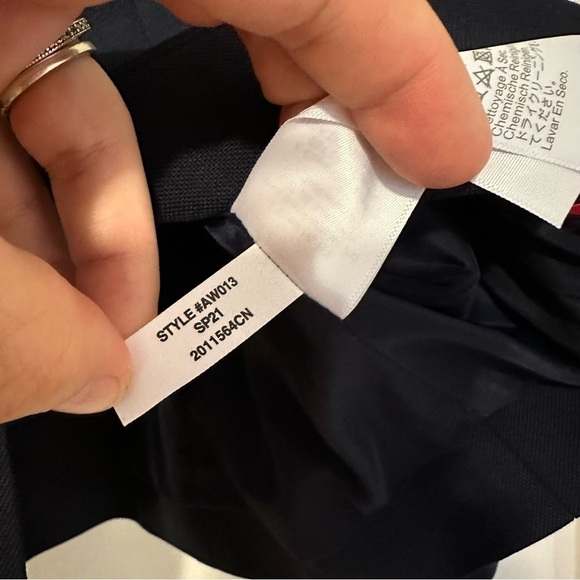 STYLE #AW013
SP21
2011564CN
Nettoyage A Sec
Chemische Reinig
Chemisch Reinigen
ドライクリーニング
てください。
Lavar En Seco.